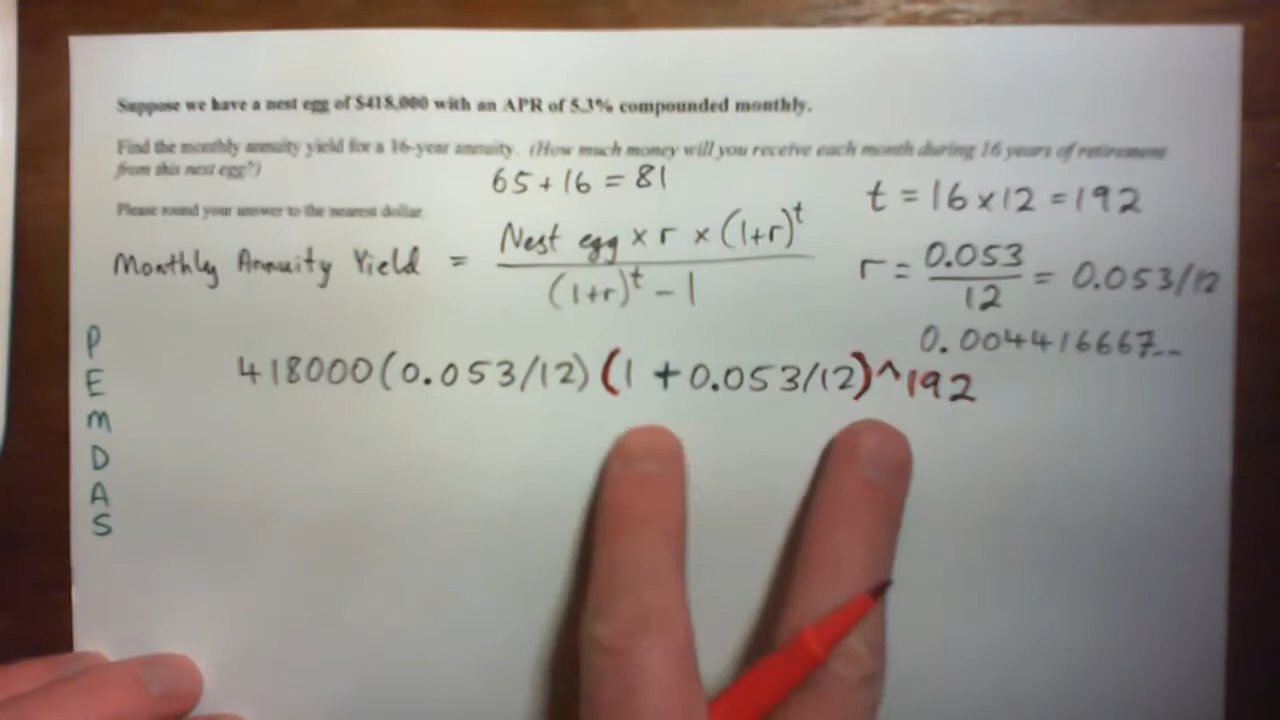 Suppose we have a nest egg of $418,000 with an APR of 5.3% compounded monthly.
Find the monthly annuity yield for a 16-year annuity. (How much money will you receive each month during 16 years of retirement
from this nest egg?)
65 + 16 = 81
t = 16 x 12 = 192
Please round your answer to the nearest dollar.
Monthly Annuity Yield = Nest egg x r x (1+r)^t
(1+r)^t - 1
r = 0.053 = 0.053/12
12
0.004416667...
418000(0.053/12)(1 + 0.053/12)^192
P
E
M
D
A
S